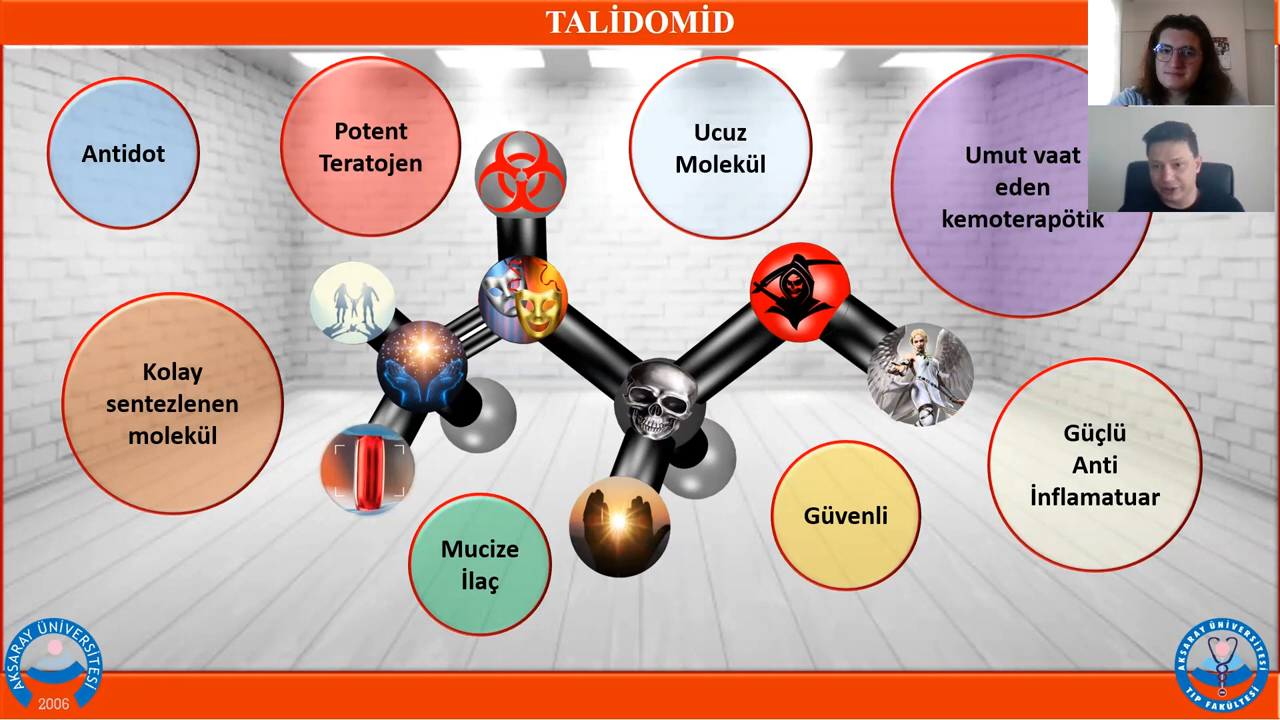 TALİDOMİD
Antidot
Potent
Teratojen
Ucuz
Molekül
Umut vaat
eden
kemoterapötik
Kolay
sentezlenen
molekül
Güçlü
Anti
İnflamatuar
Güvenli
Mucize
İlaç
AKSARAY ÜNİVERSİTESİ
2006
AKSARAY ÜNİVERSİTESİ
TIP FAKÜLTESİ